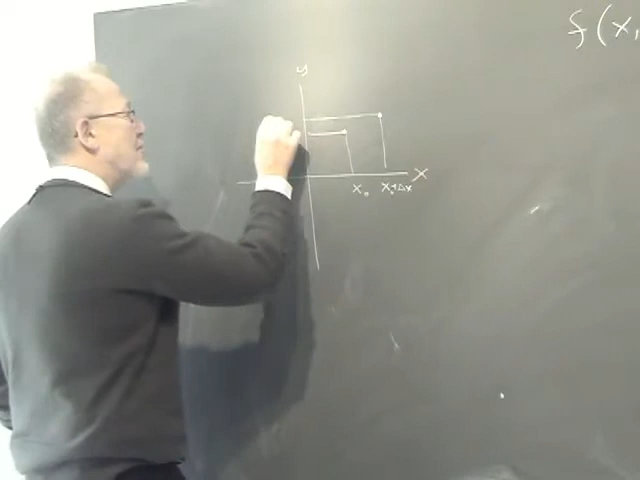 f(x,
y
x
x₀ x₀+Δx